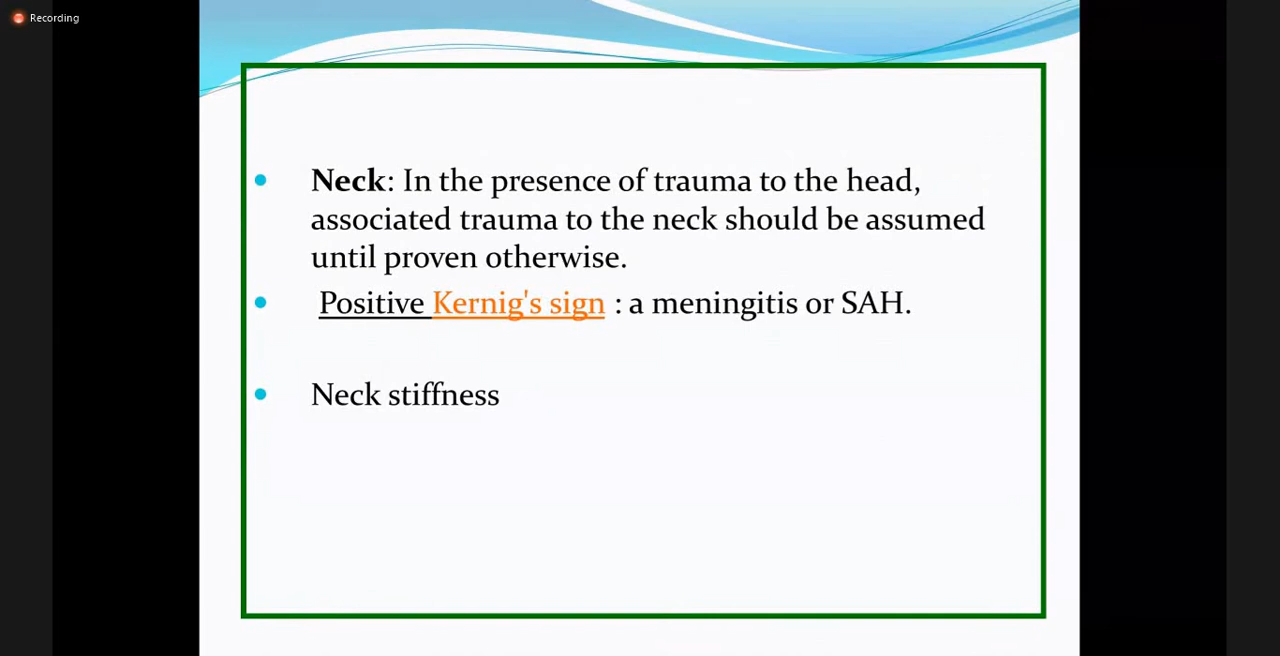 Recording
• Neck: In the presence of trauma to the head,
associated trauma to the neck should be assumed
until proven otherwise.
• Positive Kernig's sign : a meningitis or SAH.
• Neck stiffness